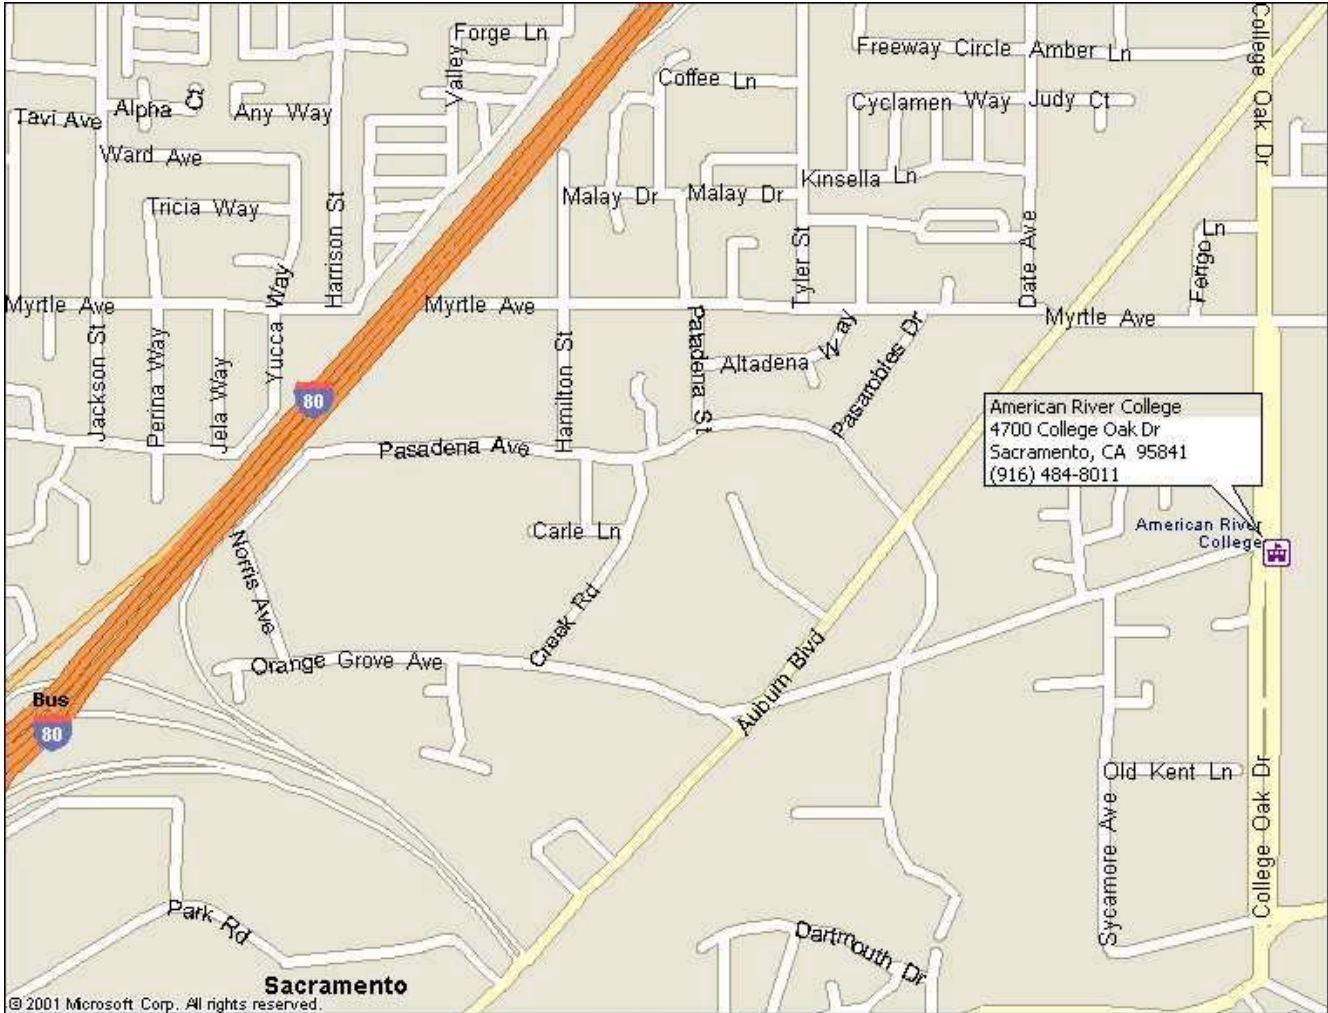 Forge Ln
Valley
Freeway Circle
Amber Ln
College Oak Dr
Coffee Ln
Alpha Ct
Any Way
Tavi Ave
Cyclamen Way
Judy Ct
Ward Ave
Kinsella Ln
Malay Dr
Malay Dr
Tricia Way
Harrison St
Tyler St
Date Ave
Ln
Yucca Way
Myrtle Ave
Myrtle Ave
Myrtle Ave
Jackson St
Perina Way
Jela Way
Hamilton St
Altadena Way
Pasarobles Dr
80
American River College
4700 College Oak Dr
Sacramento, CA 95841
(916) 484-8011
Pasadena Ave
American River
College
Carle Ln
Norris Ave
Creek Rd
Orange Grove Ave
Auburn Blvd
Bus
80
Old Kent Ln
College Oak Dr
Sycamore Ave
Park Rd
Dartmouth Dr
Sacramento
© 2001 Microsoft Corp. All rights reserved.